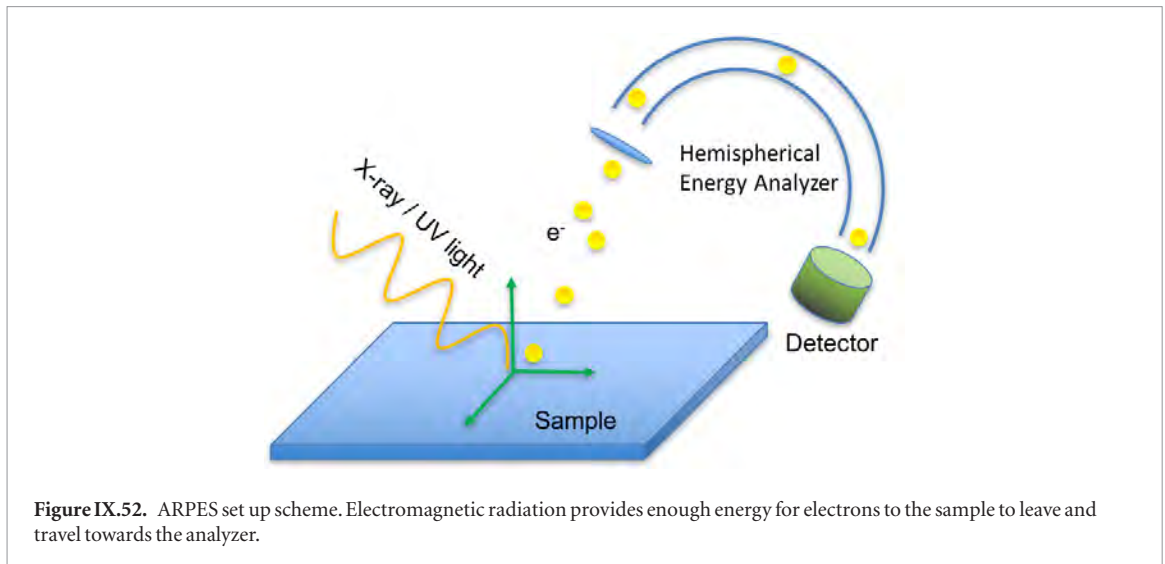 X-ray / UV light
e-
Hemispherical
Energy Analyzer
Detector
Sample
Figure IX.52. ARPES set up scheme. Electromagnetic radiation provides enough energy for electrons to the sample to leave and
travel towards the analyzer.